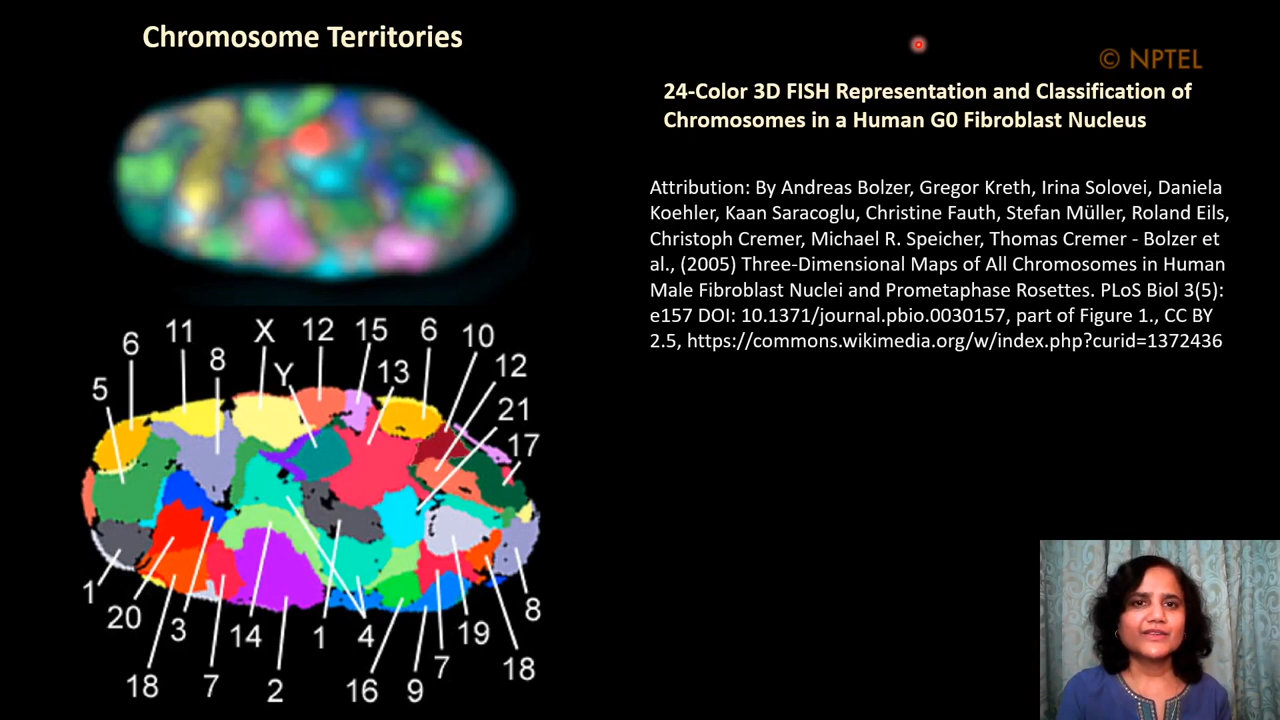 Chromosome Territories
© NPTEL
24-Color 3D FISH Representation and Classification of
Chromosomes in a Human G0 Fibroblast Nucleus
Attribution: By Andreas Bolzer, Gregor Kreth, Irina Solovei, Daniela
Koehler, Kaan Saracoglu, Christine Fauth, Stefan Müller, Roland Eils,
Christoph Cremer, Michael R. Speicher, Thomas Cremer - Bolzer et
al., (2005) Three-Dimensional Maps of All Chromosomes in Human
Male Fibroblast Nuclei and Prometaphase Rosettes. PLoS Biol 3(5):
e157 DOI: 10.1371/journal.pbio.0030157, part of Figure 1., CC BY
2.5, https://commons.wikimedia.org/w/index.php?curid=1372436
6 11 X 12 15 6 10
5 8 Y 13 12
21
17
1 20 3 14 1 4 19 8
18 7 2 16 9 7 18